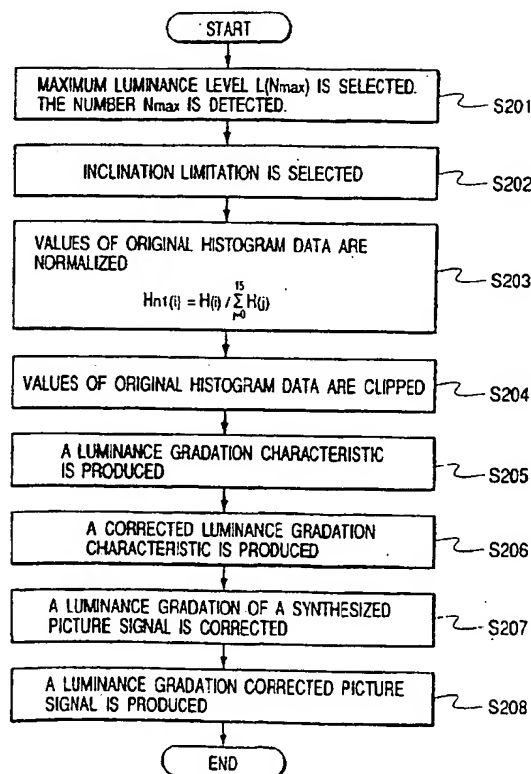 START
MAXIMUM LUMINANCE LEVEL L(Nmax) IS SELECTED.
THE NUMBER Nmax IS DETECTED.
S201
INCLINATION LIMITATION IS SELECTED
S202
VALUES OF ORIGINAL HISTOGRAM DATA ARE
NORMALIZED
Hnt(i) = H(i) / 15 Σ j=0 H(j)
S203
VALUES OF ORIGINAL HISTOGRAM DATA ARE CLIPPED
S204
A LUMINANCE GRADATION CHARACTERISTIC
IS PRODUCED
S205
A CORRECTED LUMINANCE GRADATION
CHARACTERISTIC IS PRODUCED
S206
A LUMINANCE GRADATION OF A SYNTHESIZED
PICTURE SIGNAL IS CORRECTED
S207
A LUMINANCE GRADATION CORRECTED PICTURE
SIGNAL IS PRODUCED
S208
END